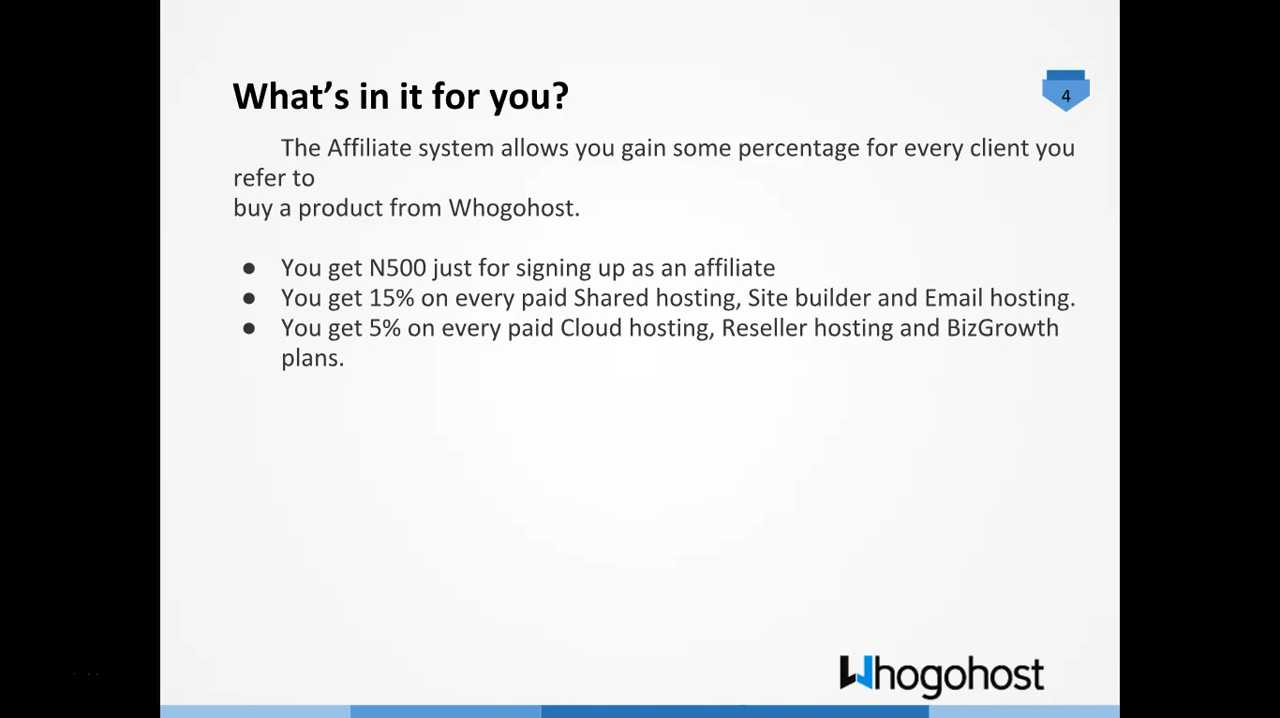 What's in it for you?
4
The Affiliate system allows you gain some percentage for every client you
refer to
buy a product from Whogohost.
● You get N500 just for signing up as an affiliate
● You get 15% on every paid Shared hosting, Site builder and Email hosting.
● You get 5% on every paid Cloud hosting, Reseller hosting and BizGrowth
plans.
Whogohost